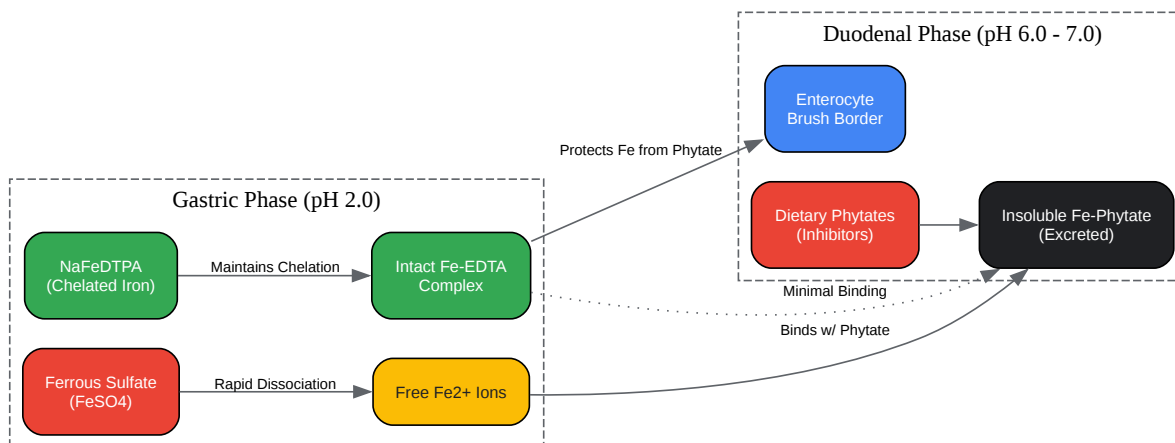 Duodenal Phase (pH 6.0 - 7.0)
Enterocyte
Brush Border
Protects Fe from Phytate
Gastric Phase (pH 2.0)
Dietary Phytates
(Inhibitors)
Insoluble Fe-Phytate
(Excreted)
NaFeDTPA
(Chelated Iron)
Maintains Chelation
Intact Fe-EDTA
Complex
Minimal Binding
Binds w/ Phytate
Ferrous Sulfate
(FeSO4)
Rapid Dissociation
Free Fe2+ Ions